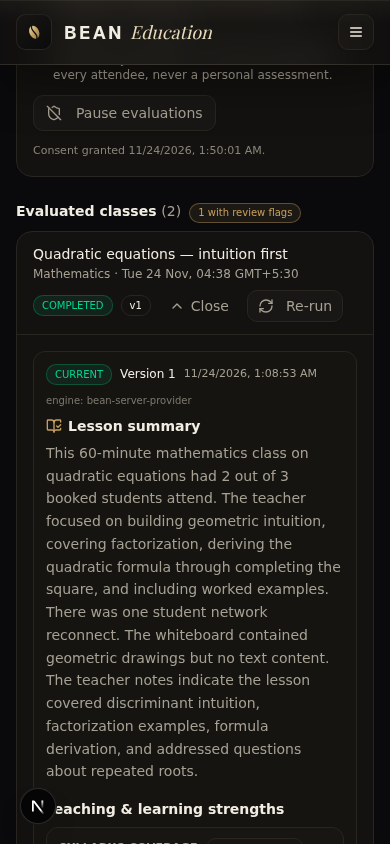 BEAN Education
every attendee, never a personal assessment.
Pause evaluations
Consent granted 11/24/2026, 1:50:01 AM.
Evaluated classes (2) 1 with review flags
Quadratic equations — intuition first
Mathematics · Tue 24 Nov, 04:38 GMT+5:30
COMPLETED v1 Close Re-run
CURRENT Version 1 11/24/2026, 1:08:53 AM
engine: bean-server-provider
Lesson summary
This 60-minute mathematics class on
quadratic equations had 2 out of 3
booked students attend. The teacher
focused on building geometric intuition,
covering factorization, deriving the
quadratic formula through completing the
square, and including worked examples.
There was one student network
reconnect. The whiteboard contained
geometric drawings but no text content.
The teacher notes indicate the lesson
covered discriminant intuition,
factorization examples, formula
derivation, and addressed questions
about repeated roots.
N
eaching & learning strengths